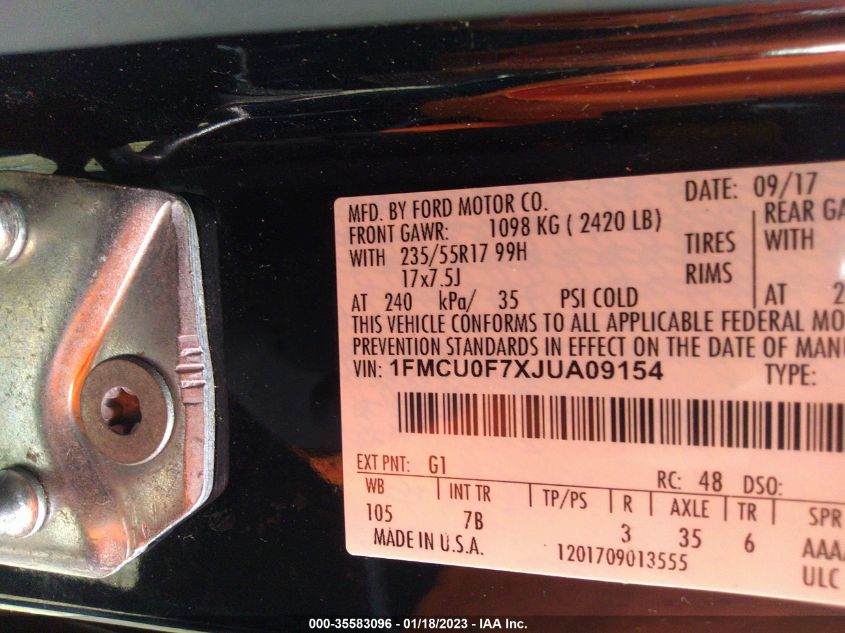 MFD. BY FORD MOTOR CO.
DATE: 09/17
FRONT GAWR: 1098 KG ( 2420 LB)
REAR GA
WITH 235/55R17 99H
TIRES WITH
17x7.5J
RIMS
AT 240 kPa/ 35 PSI COLD
AT 2
THIS VEHICLE CONFORMS TO ALL APPLICABLE FEDERAL MO
PREVENTION STANDARDS IN EFFECT ON THE DATE OF MANU
VIN: 1FMCU0F7XJUA09154
TYPE:
EXT PNT: G1
RC: 48 DSO:
WB INT TR TP/PS R AXLE TR SPR
105 7B 3 35 6 AAAA
MADE IN U.S.A.
1201709013555
ULC
000-35583096 - 01/18/2023 - IAA Inc.